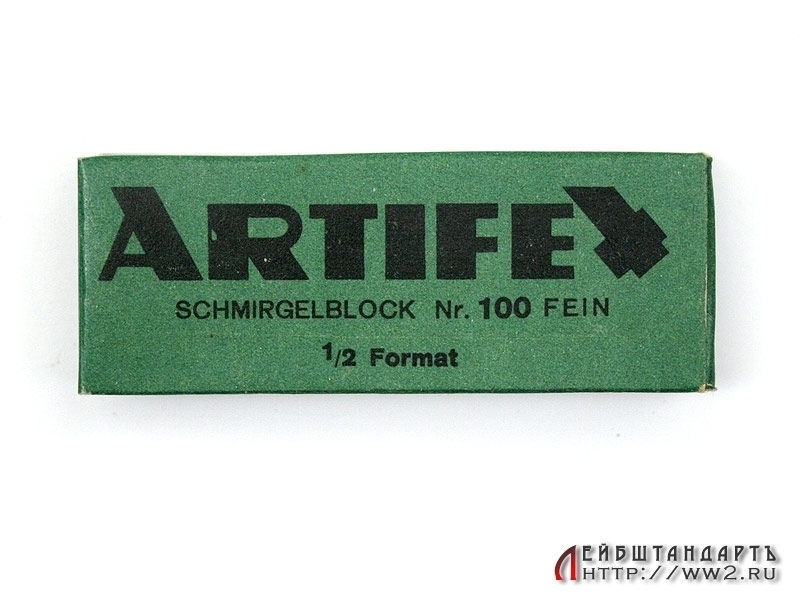 ARTIFEX
SCHMIRGELBLOCK Nr. 100 FEIN
1/2 Format
ЛЕЙБШТАНДАРТЪ
HTTP://WW2.RU